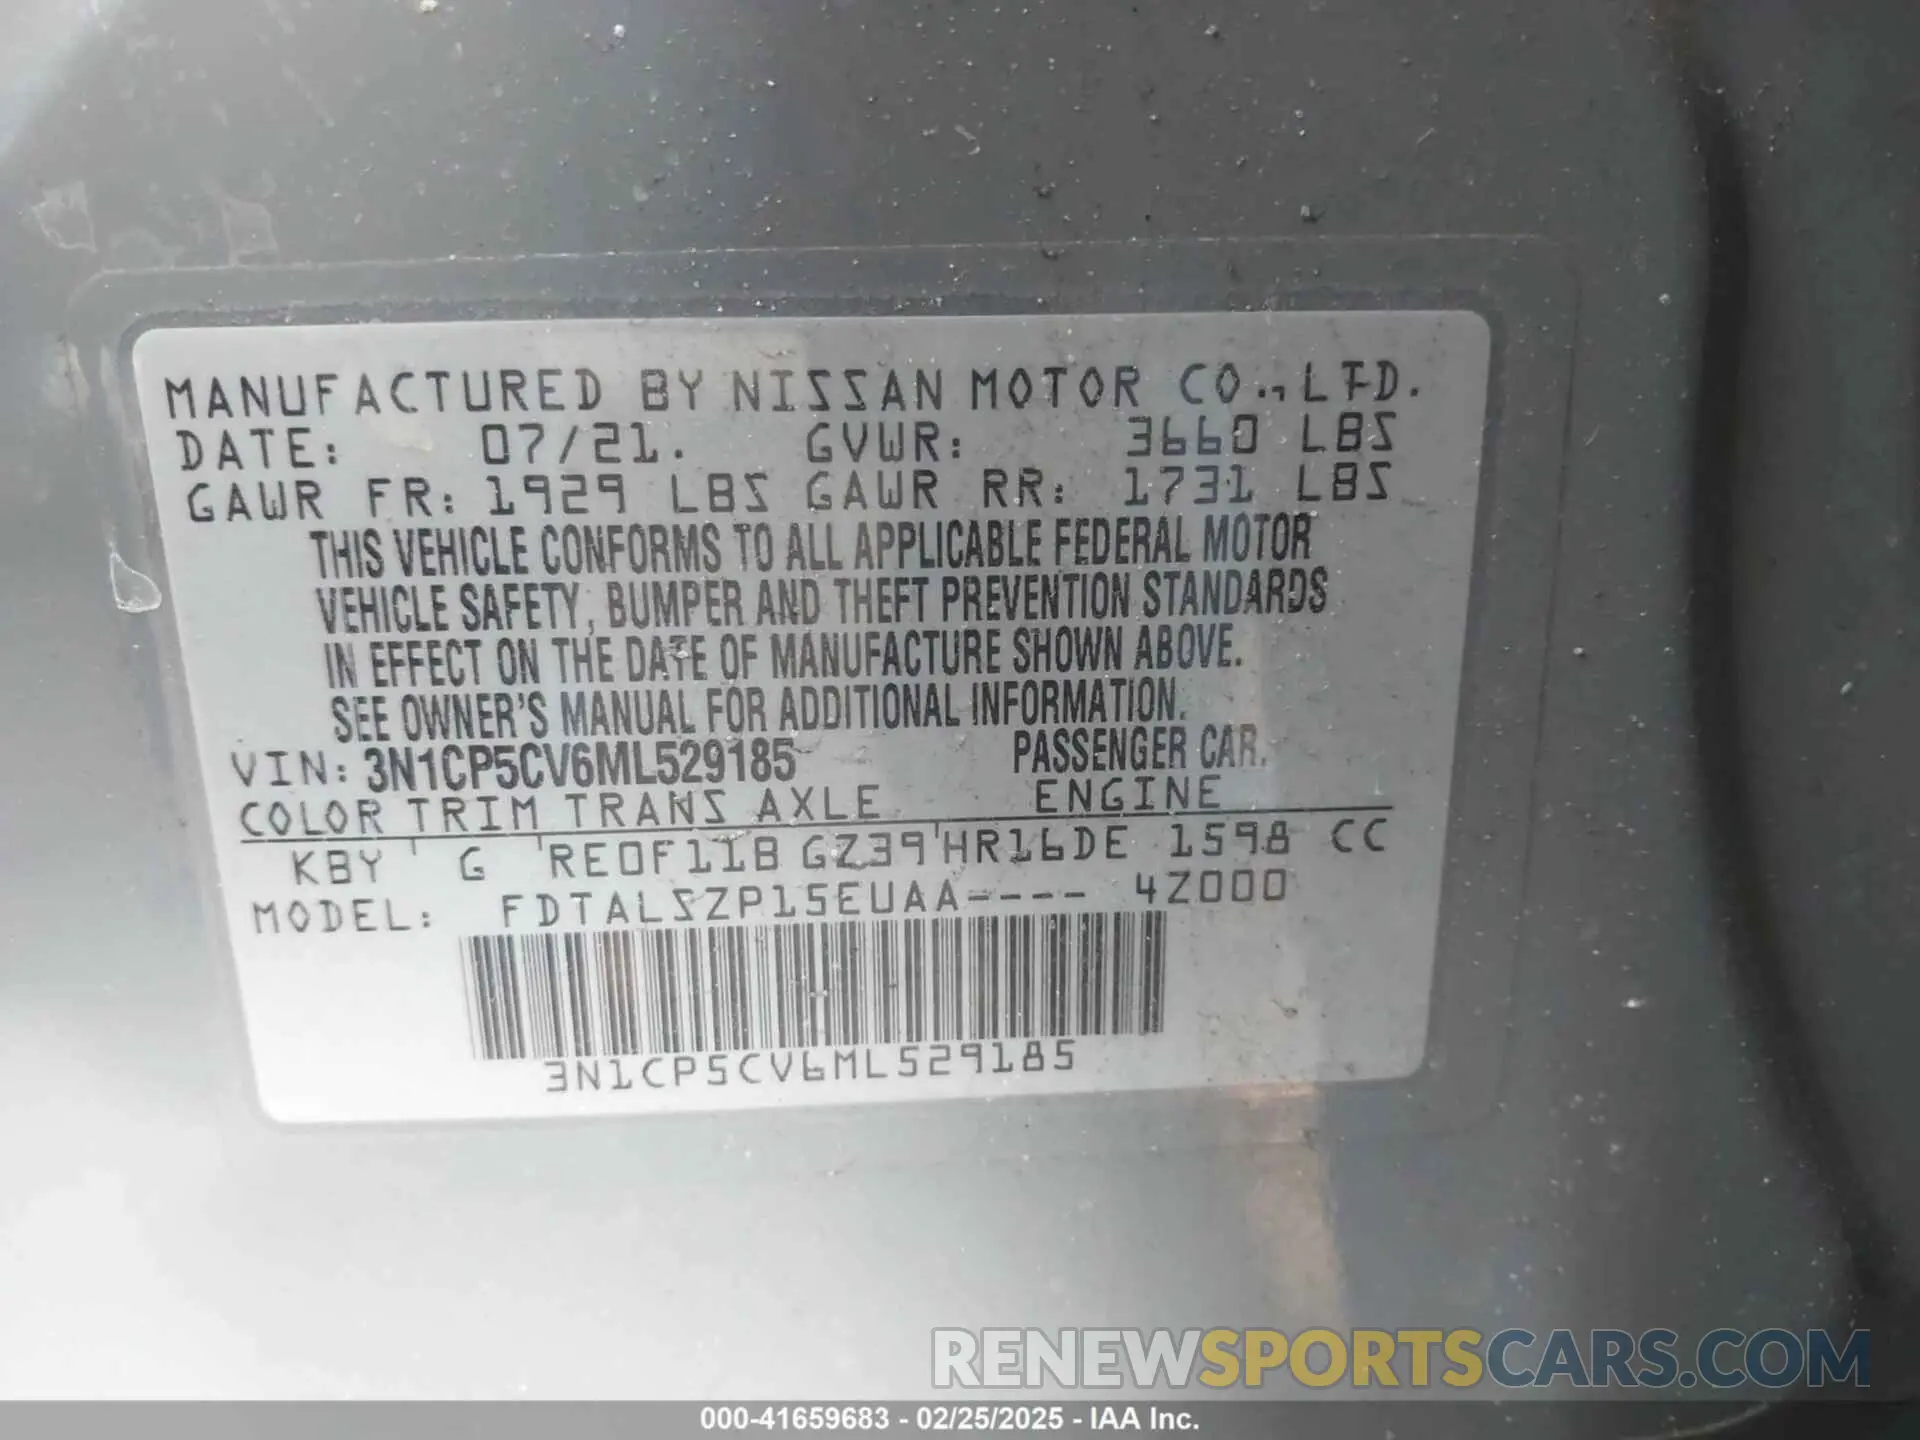 MANUFACTURED BY NISSAN MOTOR CO., LTD.
DATE: 07/21. GVWR: 3660 LBS
GAWR FR: 1929 LBS GAWR RR: 1731 LBS
THIS VEHICLE CONFORMS TO ALL APPLICABLE FEDERAL MOTOR
VEHICLE SAFETY, BUMPER AND THEFT PREVENTION STANDARDS
IN EFFECT ON THE DATE OF MANUFACTURE SHOWN ABOVE.
SEE OWNER'S MANUAL FOR ADDITIONAL INFORMATION.
VIN: 3N1CP5CV6ML529185 PASSENGER CAR.
COLOR TRIM TRANS AXLE ENGINE
KBY ' G 'RE0F11B GZ39'HR16DE 1598 CC
MODEL: FDTALSZP15EUAA---- 4Z000
3N1CP5CV6ML529185
RENEWSPORTSCARS.COM
000-41659683 - 02/25/2025 - IAA Inc.